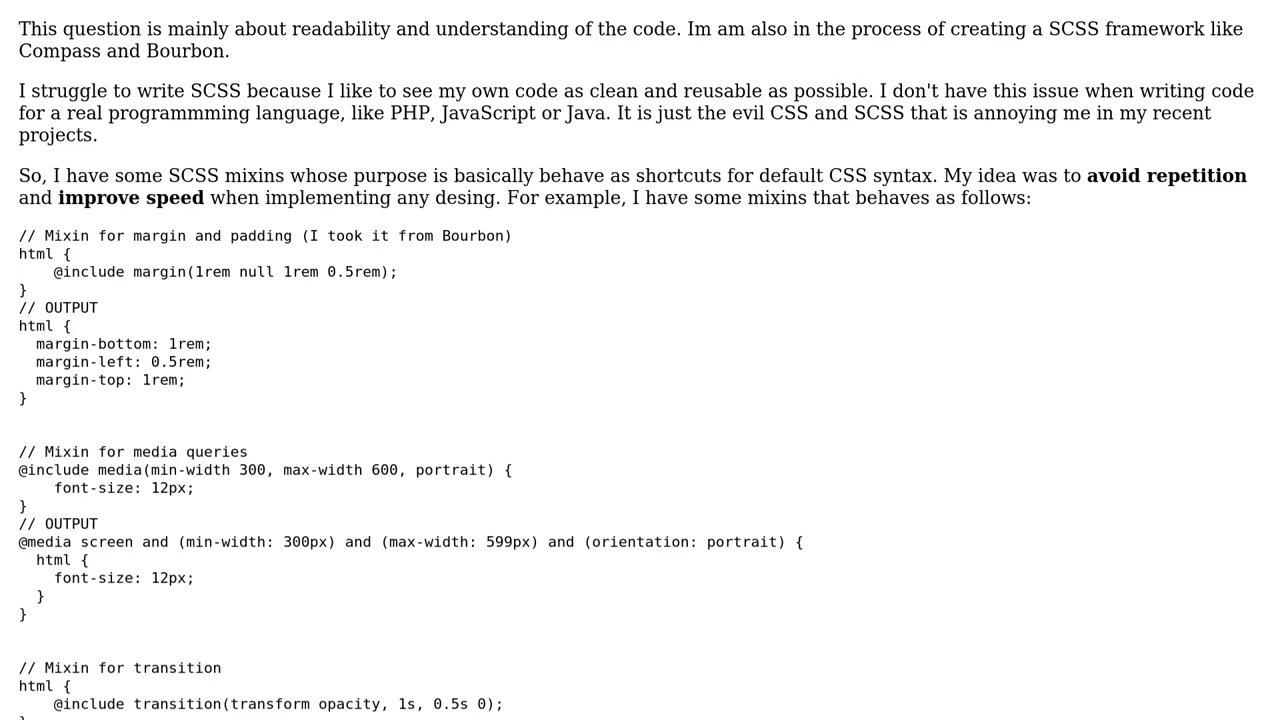 This question is mainly about readability and understanding of the code. Im am also in the process of creating a SCSS framework like
Compass and Bourbon.
I struggle to write SCSS because I like to see my own code as clean and reusable as possible. I don't have this issue when writing code
for a real programmming language, like PHP, JavaScript or Java. It is just the evil CSS and SCSS that is annoying me in my recent
projects.
So, I have some SCSS mixins whose purpose is basically behave as shortcuts for default CSS syntax. My idea was to avoid repetition
and improve speed when implementing any desing. For example, I have some mixins that behaves as follows:
// Mixin for margin and padding (I took it from Bourbon)
html {
    @include margin(1rem null 1rem 0.5rem);
}
// OUTPUT
html {
  margin-bottom: 1rem;
  margin-left: 0.5rem;
  margin-top: 1rem;
}
// Mixin for media queries
@include media(min-width 300, max-width 600, portrait) {
    font-size: 12px;
}
// OUTPUT
@media screen and (min-width: 300px) and (max-width: 599px) and (orientation: portrait) {
  html {
    font-size: 12px;
  }
}
// Mixin for transition
html {
    @include transition(transform opacity, 1s, 0.5s 0);
}